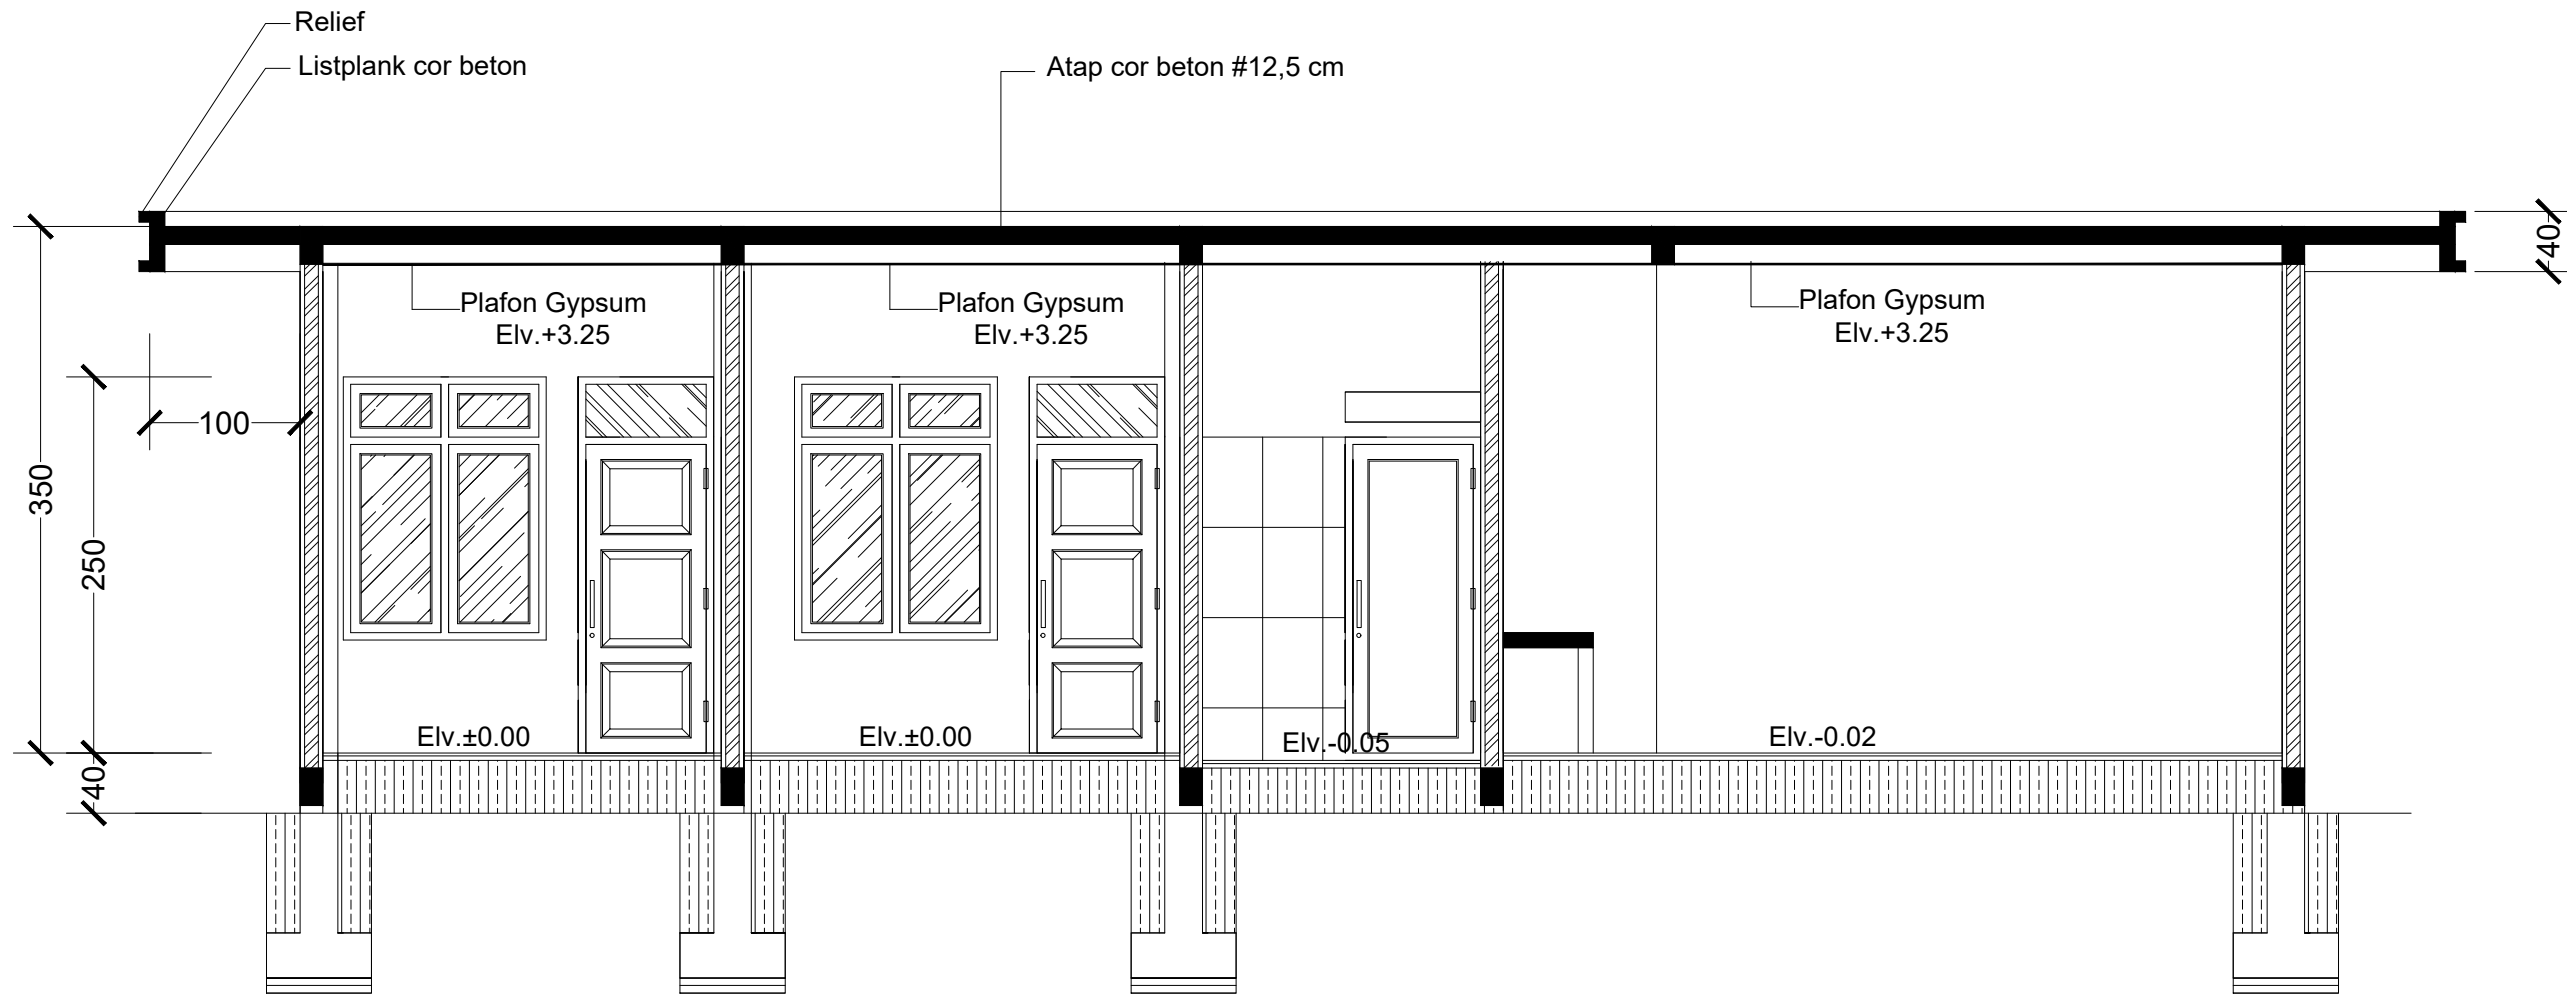 Relief
Listplank cor beton
Atap cor beton #12,5 cm
40
Plafon Gypsum
Elv.+3.25
Plafon Gypsum
Elv.+3.25
Plafon Gypsum
Elv.+3.25
100
350
250
Elv.±0.00
Elv.±0.00
Elv.-0.05
Elv.-0.02
40